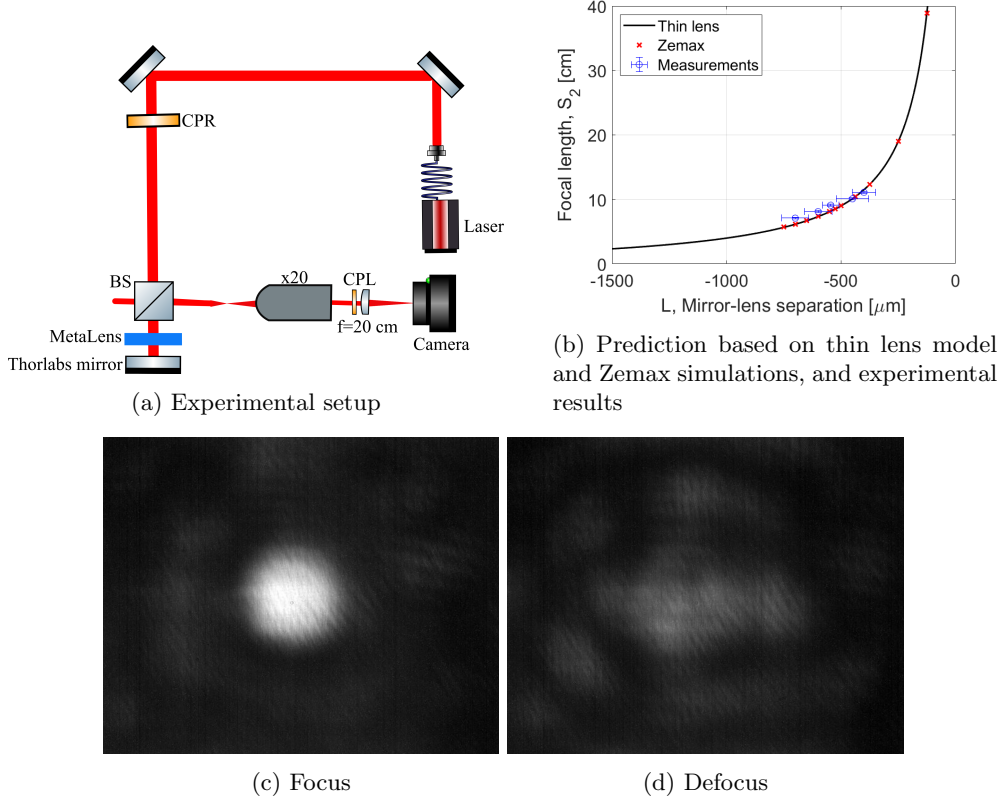 CPR
Laser
BS
x20
CPL
f=20 cm
Camera
MetaLens
Thorlabs mirror
(a) Experimental setup
Focal length, S₂ [cm]
40
30
20
10
0
Thin lens
Zemax
Measurements
-1500
-1000
-500
0
L, Mirror-lens separation [μm]
(b) Prediction based on thin lens model
and Zemax simulations, and experimental
results
(c) Focus
(d) Defocus